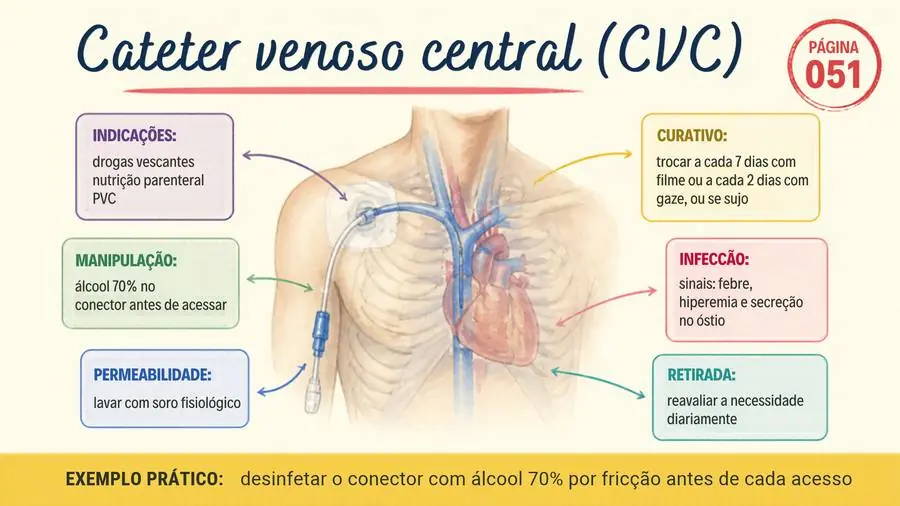 Cateter venoso central (CVC)
PÁGINA
051
INDICAÇÕES:
drogas vescantes
nutrição parenteral
PVC
MANIPULAÇÃO:
álcool 70% no
conector antes de acessar
PERMEABILIDADE:
lavar com soro fisiológico
CURATIVO:
trocar a cada 7 dias com
filme ou a cada 2 dias com
gaze, ou se sujo
INFECCÃO:
sinais: febre,
hiperemia e secreção
no óstio
RETIRADA:
reavaliar a necessidade
diariamente
EXEMPLO PRÁTICO: desinfetar o conector com álcool 70% por fricção antes de cada acesso